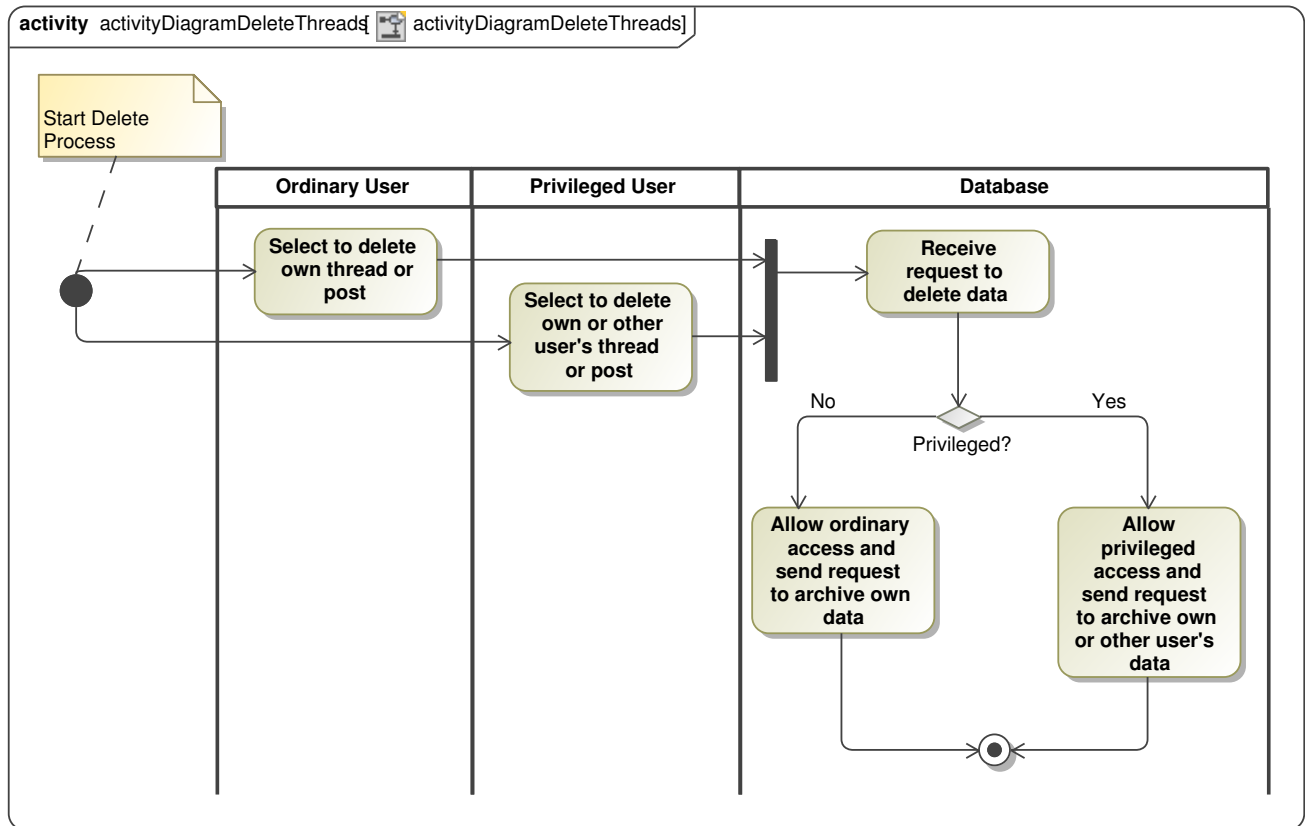 activity activityDiagramDeleteThreads[ activityDiagramDeleteThreads]
Start Delete
Process
Ordinary User
Privileged User
Database
Select to delete
own thread or
post
Select to delete
own or other
user's thread
or post
Receive
request to
delete data
No
Yes
Privileged?
Allow ordinary
access and
send request
to archive own
data
Allow
privileged
access and
send request
to archive own
or other user's
data